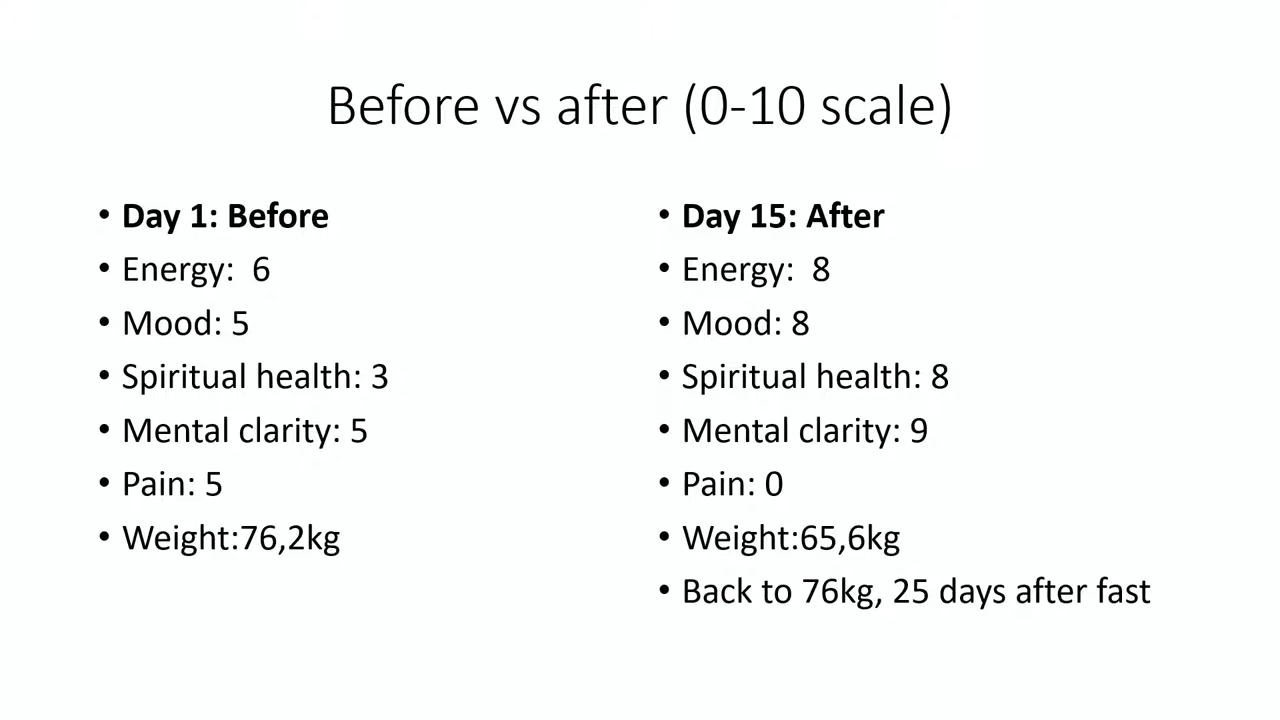 Before vs after (0-10 scale)
• Day 1: Before
• Energy:  6
• Mood: 5
• Spiritual health: 3
• Mental clarity: 5
• Pain: 5
• Weight:76,2kg
• Day 15: After
• Energy:  8
• Mood: 8
• Spiritual health: 8
• Mental clarity: 9
• Pain: 0
• Weight:65,6kg
• Back to 76kg, 25 days after fast